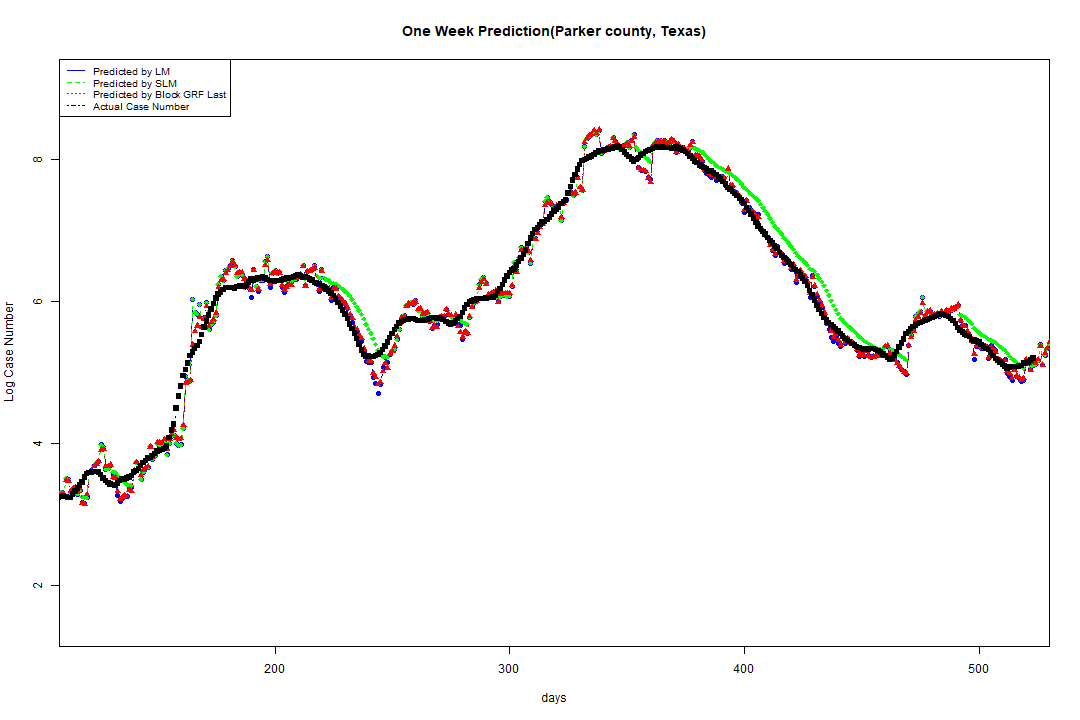 One Week Prediction(Parker county, Texas)
Predicted by LM
Predicted by SLM
Predicted by Block GRF Last
Actual Case Number
Log Case Number
8
6
4
2
200 300 400 500
days